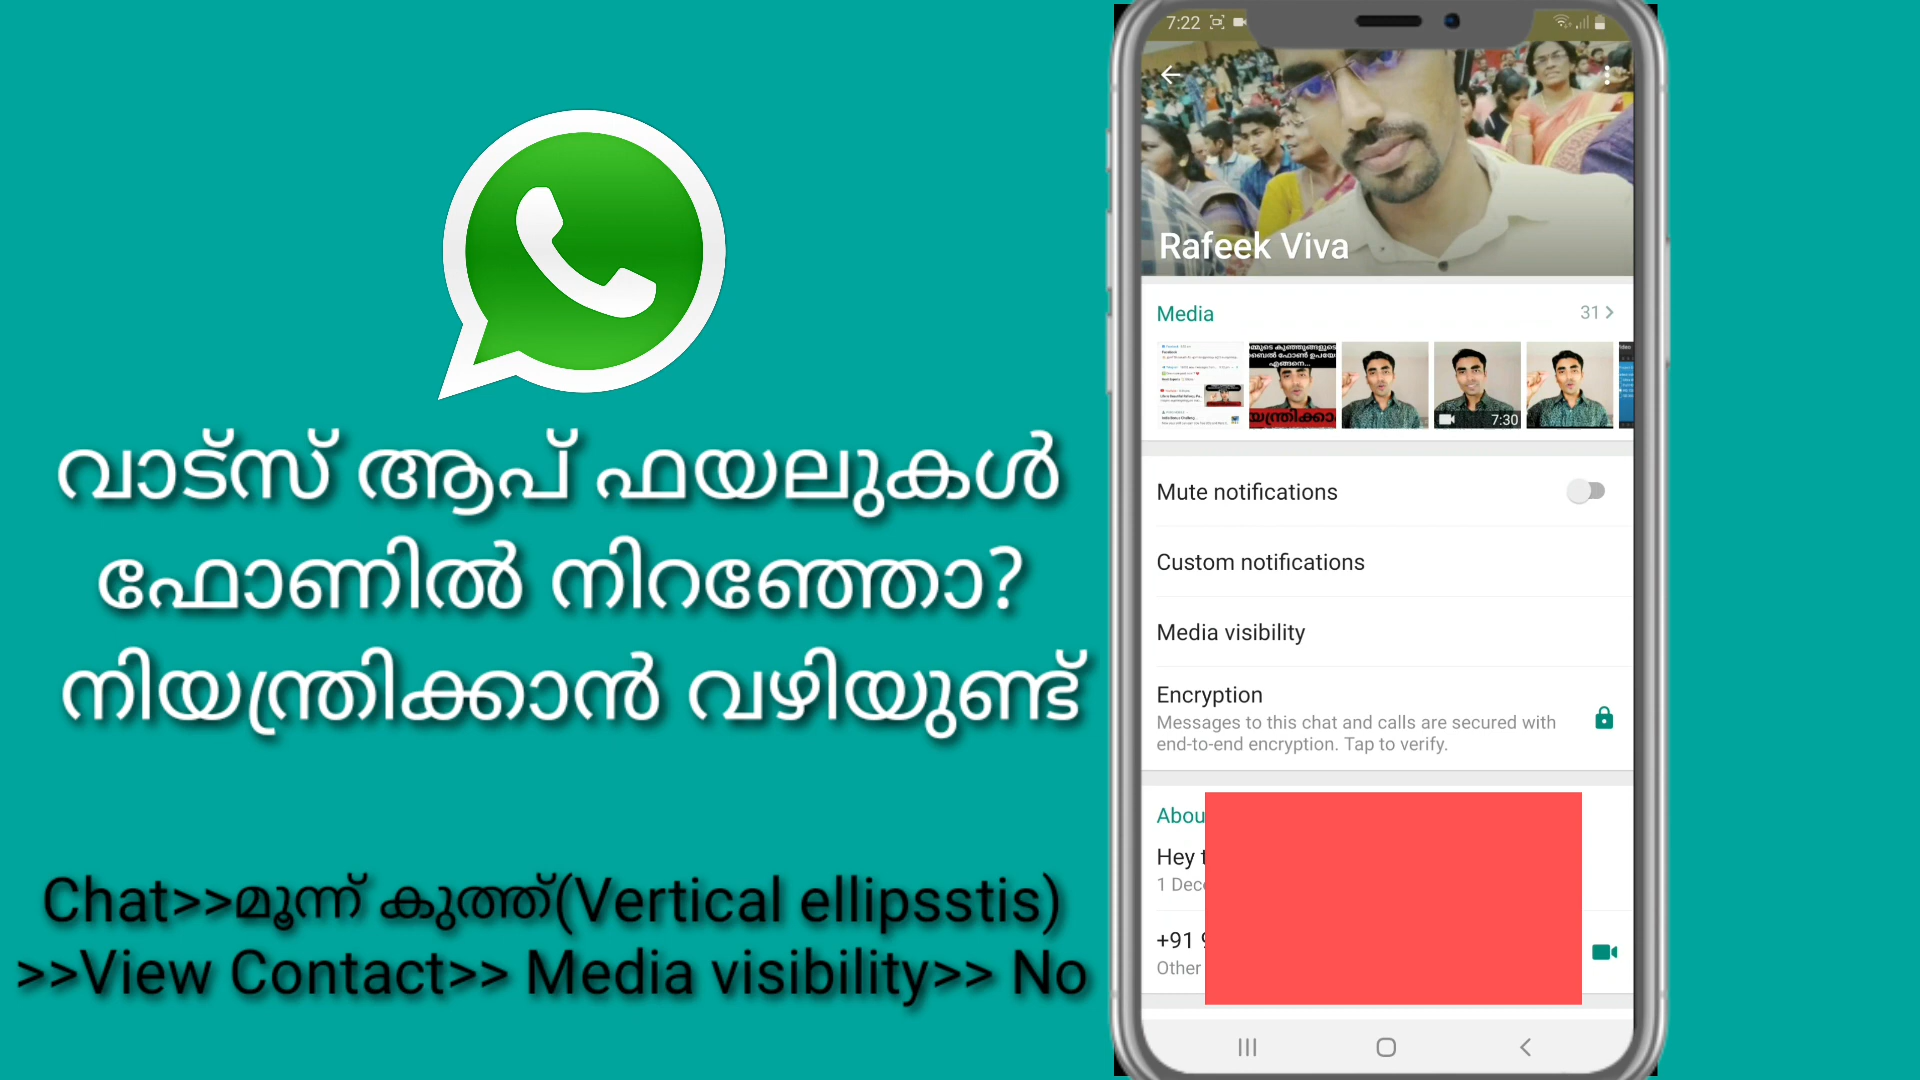 വാട്സ് ആപ് ഫയലുകൾ
ഫോണിൽ നിറഞ്ഞോ?
നിയന്ത്രിക്കാൻ വഴിയുണ്ട്
Chat>>മൂന്ന് കുത്ത്(Vertical ellipsstis)
>>View Contact>> Media visibility>> No
7:22
Rafeek Viva
Media
31
7:30
Mute notifications
Custom notifications
Media visibility
Encryption
Messages to this chat and calls are secured with
end-to-end encryption. Tap to verify.
Abou
Hey
1 Dec
+91 9
Other